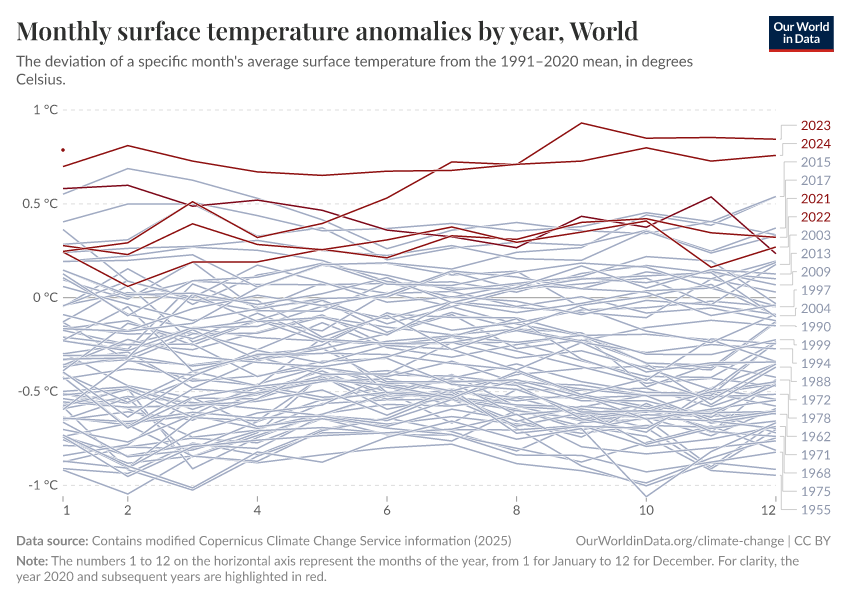 Monthly surface temperature anomalies by year, World
Our World
in Data
The deviation of a specific month's average surface temperature from the 1991–2020 mean, in degrees
Celsius.
1 °C
0.5 °C
0 °C
-0.5 °C
-1 °C
1
2
4
6
8
10
12
2023
2024
2015
2017
2021
2022
2003
2013
2009
1997
2004
1990
1999
1994
1988
1972
1978
1962
1971
1968
1975
1955
Data source: Contains modified Copernicus Climate Change Service information (2025)
OurWorldinData.org/climate-change | CC BY
Note: The numbers 1 to 12 on the horizontal axis represent the months of the year, from 1 for January to 12 for December. For clarity, the
year 2020 and subsequent years are highlighted in red.